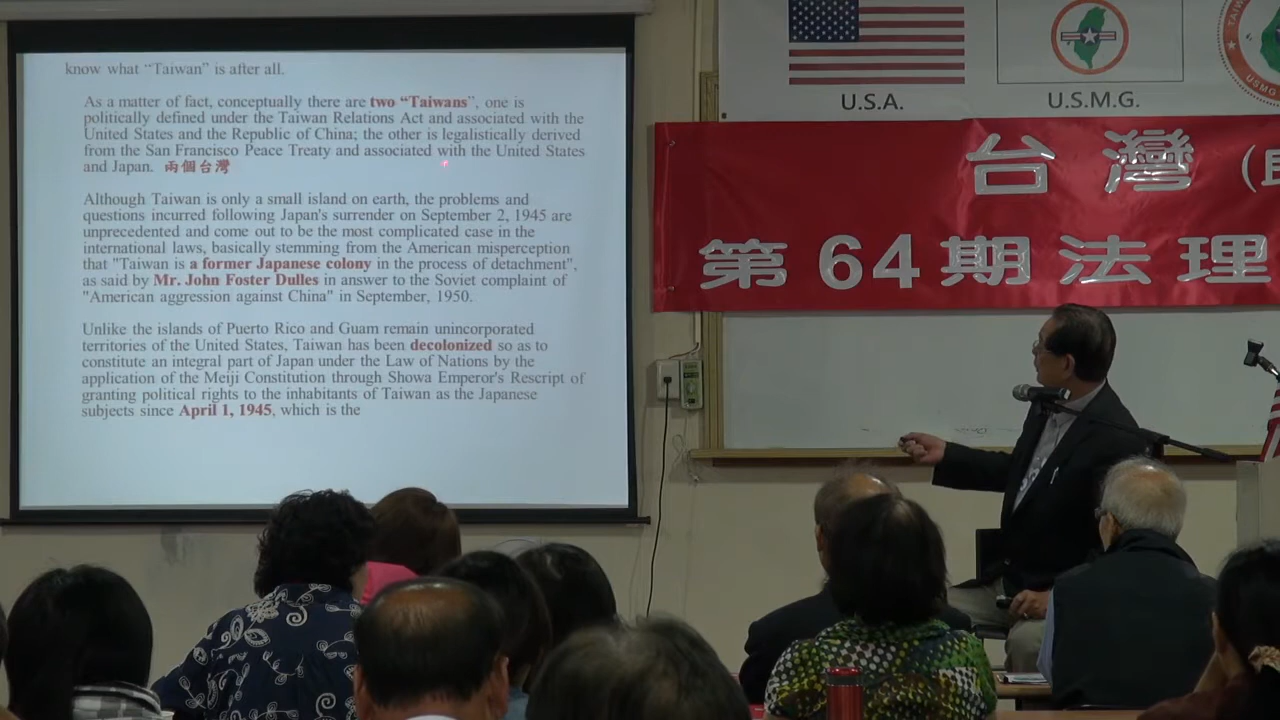 know what “Taiwan” is after all.
As a matter of fact, conceptually there are two “Taiwans”, one is
politically defined under the Taiwan Relations Act and associated with the
United States and the Republic of China; the other is legalistically derived
from the San Francisco Peace Treaty and associated with the United States
and Japan. 兩個台灣
Although Taiwan is only a small island on earth, the problems and
questions incurred following Japan's surrender on September 2, 1945 are
unprecedented and come out to be the most complicated case in the
international laws, basically stemming from the American misperception
that "Taiwan is a former Japanese colony in the process of detachment",
as said by Mr. John Foster Dulles in answer to the Soviet complaint of
"American aggression against China" in September, 1950.
Unlike the islands of Puerto Rico and Guam remain unincorporated
territories of the United States, Taiwan has been decolonized so as to
constitute an integral part of Japan under the Law of Nations by the
application of the Meiji Constitution through Showa Emperor's Rescript of
granting political rights to the inhabitants of Taiwan as the Japanese
subjects since April 1, 1945, which is the
U.S.A.
U.S.M.G.
台灣(
第64期法理